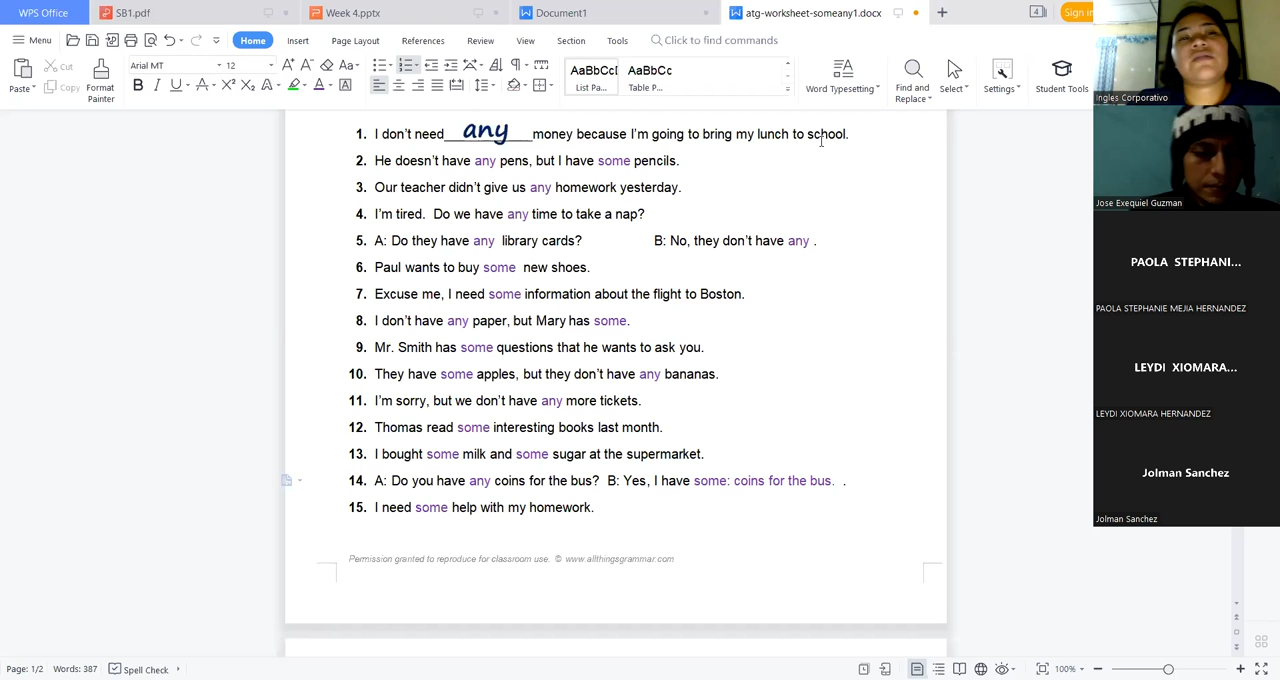 WPS Office SB1.pdf Week 4.pptx Document1 atg-worksheet-someany1.docx + 4 Sign in
Menu Home Insert Page Layout References Review View Section Tools Click to find commands
Paste Cut Copy Format Painter Arial MT 12 AaBbCcI List Pa... AaBbCc Table P... Word Typesetting Find and Replace Select Settings Student Tools
1. I don’t need any money because I’m going to bring my lunch to school.
2. He doesn’t have any pens, but I have some pencils.
3. Our teacher didn’t give us any homework yesterday.
4. I’m tired. Do we have any time to take a nap?
5. A: Do they have any library cards? B: No, they don’t have any .
6. Paul wants to buy some new shoes.
7. Excuse me, I need some information about the flight to Boston.
8. I don’t have any paper, but Mary has some.
9. Mr. Smith has some questions that he wants to ask you.
10. They have some apples, but they don’t have any bananas.
11. I’m sorry, but we don’t have any more tickets.
12. Thomas read some interesting books last month.
13. I bought some milk and some sugar at the supermarket.
14. A: Do you have any coins for the bus? B: Yes, I have some: coins for the bus. .
15. I need some help with my homework.
Permission granted to reproduce for classroom use. © www.allthingsgrammar.com
Page: 1/2 Words: 387 Spell Check 100%
Ingles Corporativo
Jose Exequiel Guzman
PAOLA STEPHANI...
PAOLA STEPHANIE MEJIA HERNANDEZ
LEYDI XIOMARA...
LEYDI XIOMARA HERNANDEZ
Jolman Sanchez
Jolman Sanchez